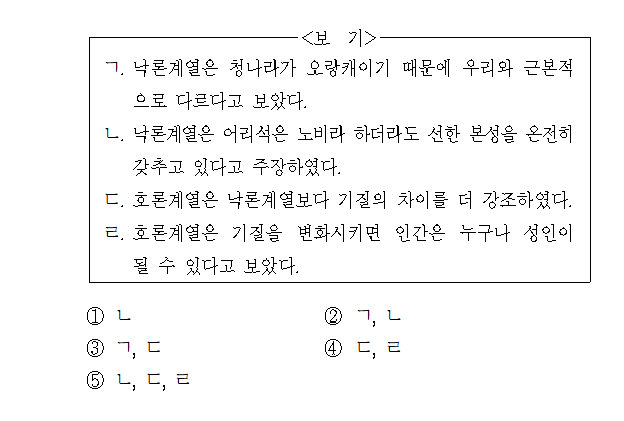 <보 기>
ㄱ. 낙론계열은 청나라가 오랑캐이기 때문에 우리와 근본적
으로 다르다고 보았다.
ㄴ. 낙론계열은 어리석은 노비라 하더라도 선한 본성을 온전히
갖추고 있다고 주장하였다.
ㄷ. 호론계열은 낙론계열보다 기질의 차이를 더 강조하였다.
ㄹ. 호론계열은 기질을 변화시키면 인간은 누구나 성인이
될 수 있다고 보았다.
① ㄴ ② ㄱ, ㄴ
③ ㄱ, ㄷ ④ ㄷ, ㄹ
⑤ ㄴ, ㄷ, ㄹ